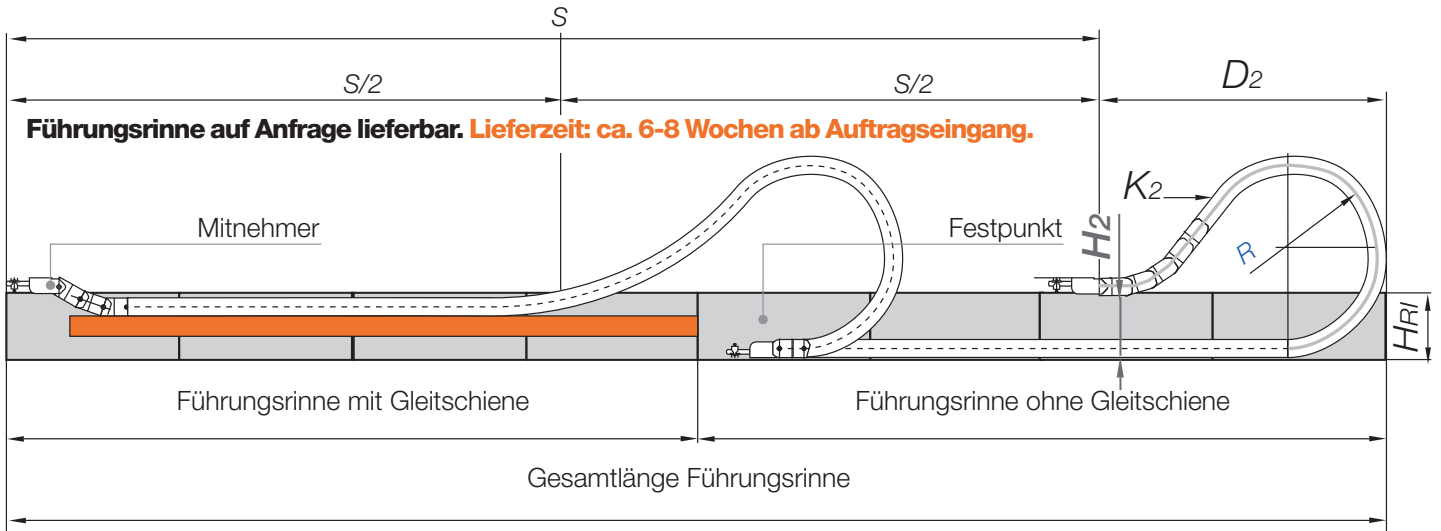 S
S/2
S/2
D2
Führungsrinne auf Anfrage lieferbar. Lieferzeit: ca. 6-8 Wochen ab Auftragseingang.
K2
Mitnehmer
Festpunkt
H2
R
HRI
Führungsrinne mit Gleitschiene
Führungsrinne ohne Gleitschiene
Gesamtlänge Führungsrinne